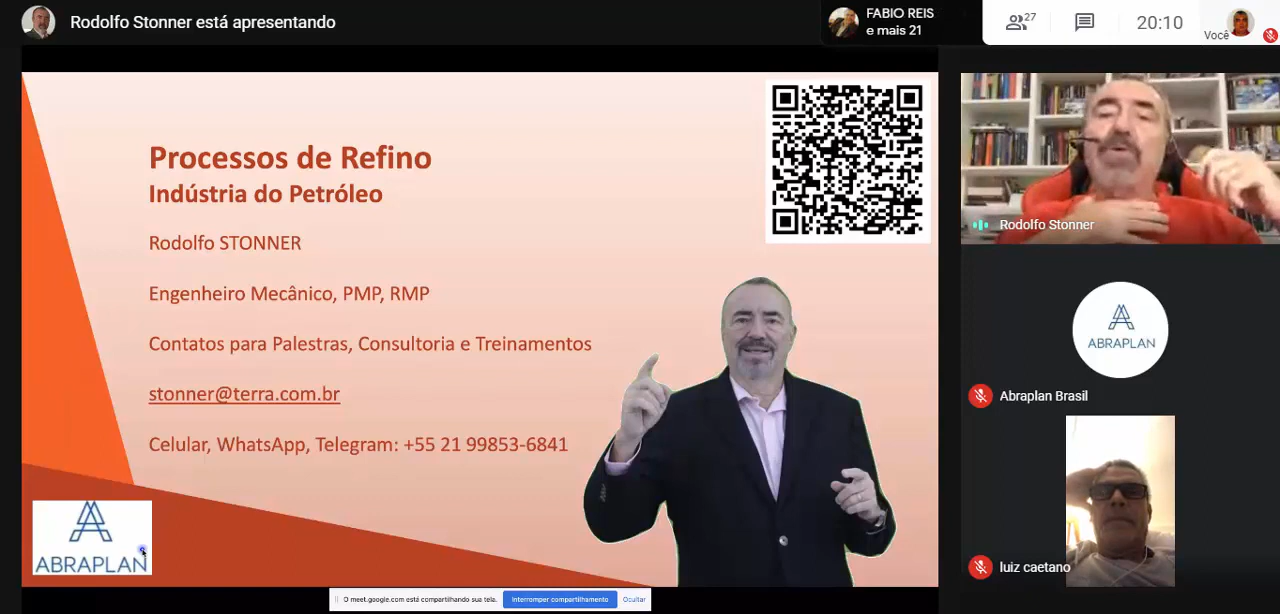 Rodolfo Stonner está apresentando
FABIO REIS
e mais 21
27
20:10
Você
Processos de Refino
Indústria do Petróleo
Rodolfo STONNER
Engenheiro Mecânico, PMP, RMP
Contatos para Palestras, Consultoria e Treinamentos
stonner@terra.com.br
Celular, WhatsApp, Telegram: +55 21 99853-6841
ABRAPLAN
Rodolfo Stonner
ABRAPLAN
Abraplan Brasil
luiz caetano
O meet.google.com está compartilhando sua tela.
Interromper compartilhamento
Ocultar